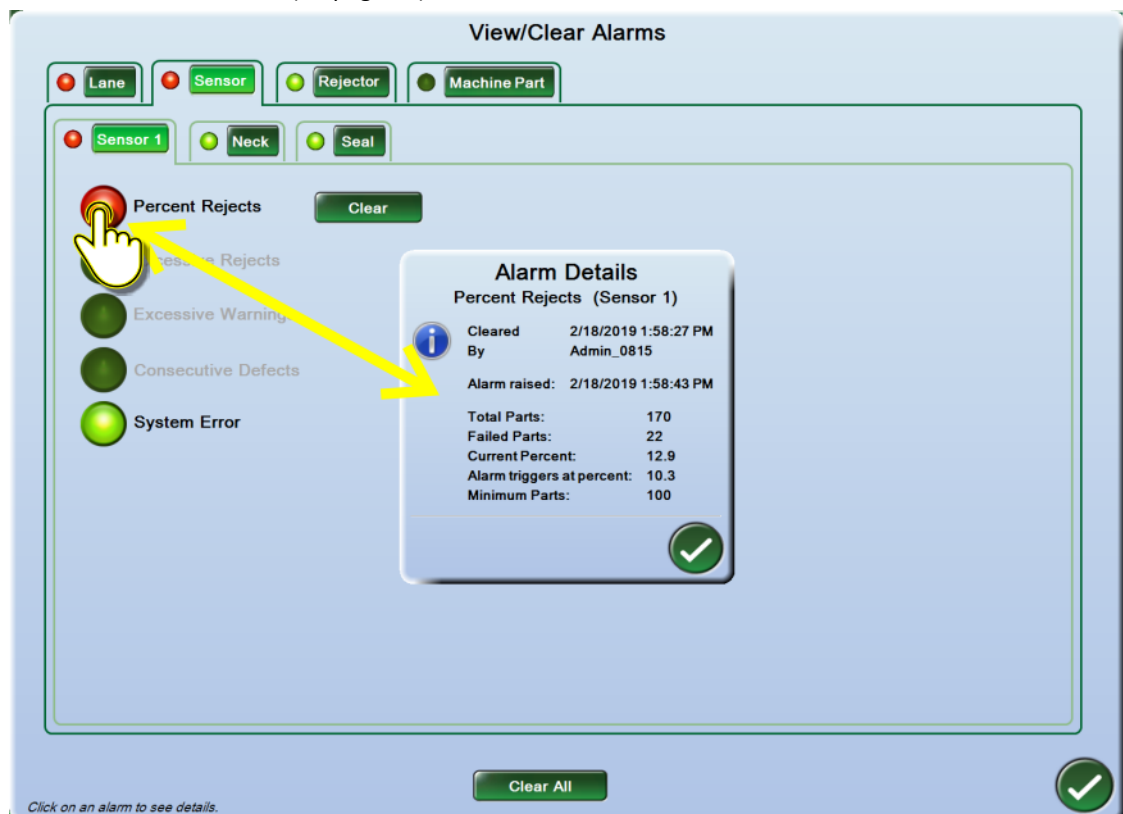 View/Clear Alarms
Lane Sensor Rejector Machine Part
Sensor 1 Neck Seal
Percent Rejects Clear
Rejects
Excessive Warning
Consecutive Defects
System Error
Alarm Details
Percent Rejects (Sensor 1)
Cleared 2/18/2019 1:58:27 PM
By Admin_0815
Alarm raised: 2/18/2019 1:58:43 PM
Total Parts: 170
Failed Parts: 22
Current Percent: 12.9
Alarm triggers at percent: 10.3
Minimum Parts: 100
Clear All
Click on an alarm to see details.